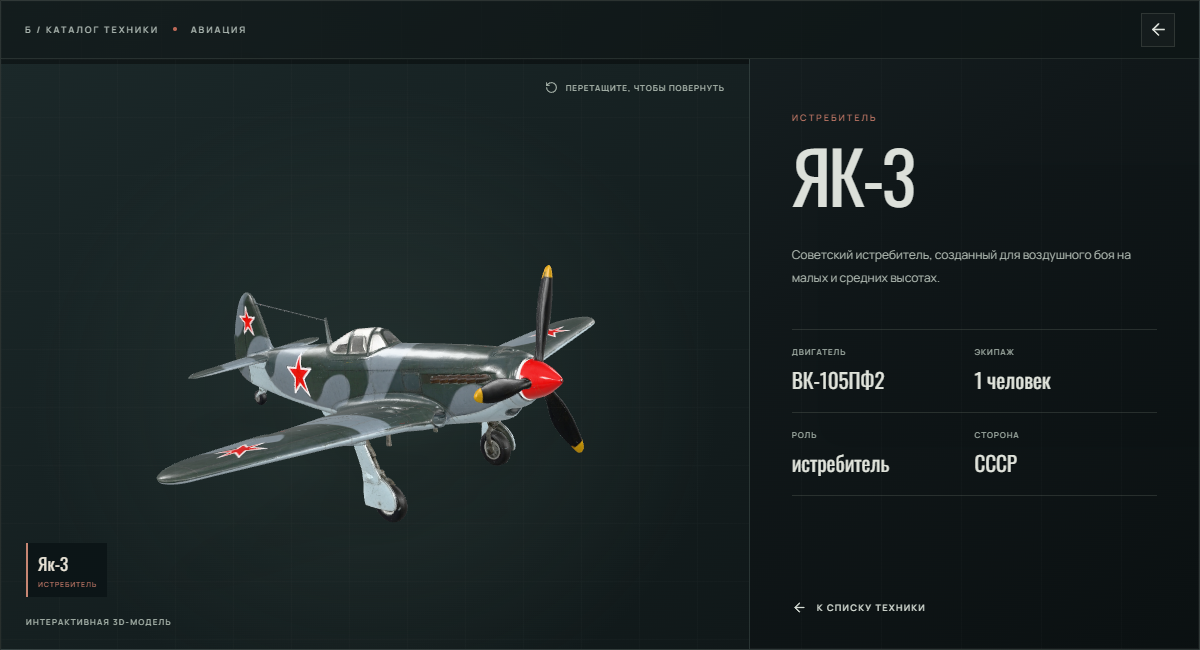 Б / КАТАЛОГ ТЕХНИКИ • АВИАЦИЯ
ПЕРЕТАЩИТЕ, ЧТОБЫ ПОВЕРНУТЬ
ИСТРЕБИТЕЛЬ
ЯК-3
Советский истребитель, созданный для воздушного боя на
малых и средних высотах.
ДВИГАТЕЛЬ
ВК-105ПФ2
ЭКИПАЖ
1 человек
РОЛЬ
истребитель
СТОРОНА
СССР
Як-3
ИСТРЕБИТЕЛЬ
ИНТЕРАКТИВНАЯ 3D-МОДЕЛЬ
К СПИСКУ ТЕХНИКИ